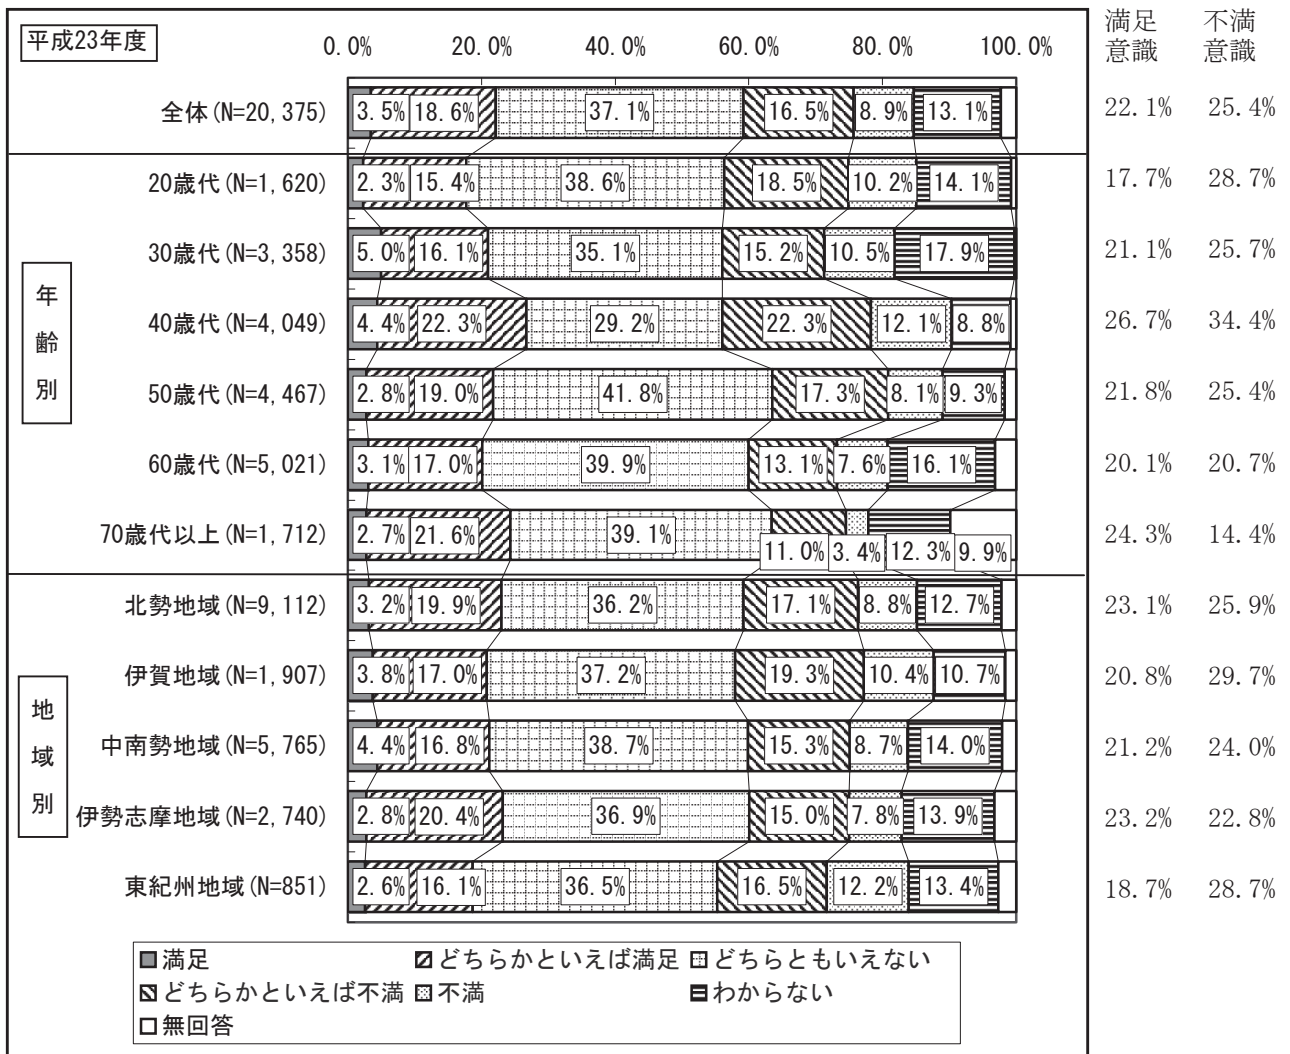 満足 不満
意識 意識
平成23年度
0.0% 20.0% 40.0% 60.0% 80.0% 100.0%
全体(N=20,375) 3.5% 18.6% 37.1% 16.5% 8.9% 13.1% 22.1% 25.4%
年齢別
20歳代(N=1,620) 2.3% 15.4% 38.6% 18.5% 10.2% 14.1% 17.7% 28.7%
30歳代(N=3,358) 5.0% 16.1% 35.1% 15.2% 10.5% 17.9% 21.1% 25.7%
40歳代(N=4,049) 4.4% 22.3% 29.2% 22.3% 12.1% 8.8% 26.7% 34.4%
50歳代(N=4,467) 2.8% 19.0% 41.8% 17.3% 8.1% 9.3% 21.8% 25.4%
60歳代(N=5,021) 3.1% 17.0% 39.9% 13.1% 7.6% 16.1% 20.1% 20.7%
70歳代以上(N=1,712) 2.7% 21.6% 39.1% 11.0% 3.4% 12.3% 9.9% 24.3% 14.4%
地域別
北勢地域(N=9,112) 3.2% 19.9% 36.2% 17.1% 8.8% 12.7% 23.1% 25.9%
伊賀地域(N=1,907) 3.8% 17.0% 37.2% 19.3% 10.4% 10.7% 20.8% 29.7%
中南勢地域(N=5,765) 4.4% 16.8% 38.7% 15.3% 8.7% 14.0% 21.2% 24.0%
伊勢志摩地域(N=2,740) 2.8% 20.4% 36.9% 15.0% 7.8% 13.9% 23.2% 22.8%
東紀州地域(N=851) 2.6% 16.1% 36.5% 16.5% 12.2% 13.4% 18.7% 28.7%
満足 どちらかといえば満足 どちらともいえない
どちらかといえば不満 不満 わからない
無回答